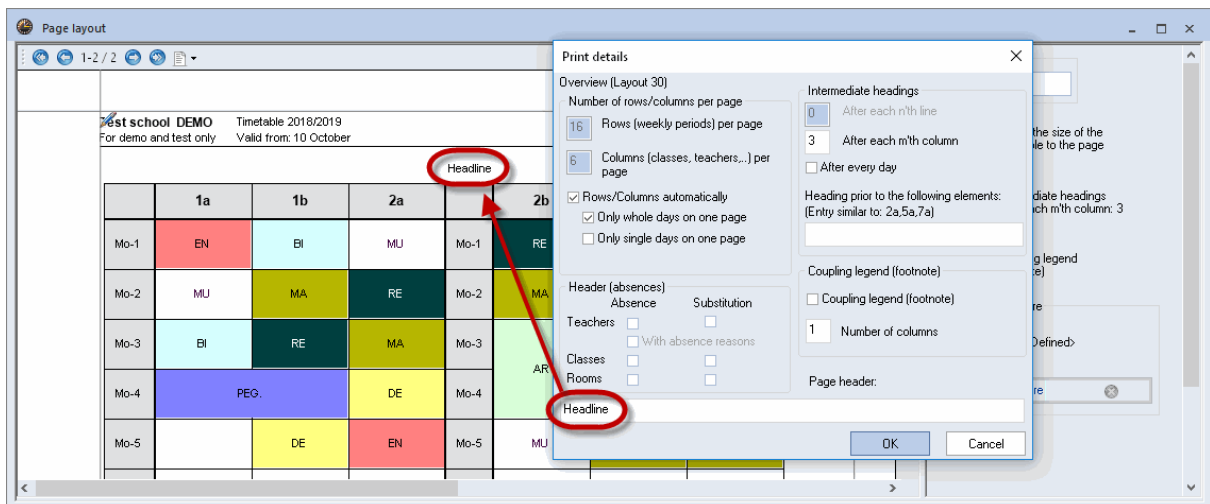 Page layout
1-2 / 2
Test school DEMO Timetable 2018/2019
For demo and test only Valid from: 10 October
Headline
1a 1b 2a 2b
Mo-1 EN BI MU Mo-1 RE
Mo-2 MU MA RE Mo-2 MA
Mo-3 BI RE MA Mo-3 AR
Mo-4 PEG. DE Mo-4
Mo-5 DE EN Mo-5 MU
Print details
Overview (Layout 30)
Number of rows/columns per page
16 Rows (weekly periods) per page
6 Columns (classes, teachers,..) per
page
Rows/Columns automatically
Only whole days on one page
Only single days on one page
Header (absences)
Absence Substitution
Teachers
With absence reasons
Classes
Rooms
Intermediate headings
0 After each n'th line
3 After each m'th column
After every day
Heading prior to the following elements:
(Entry similar to: 2a,5a,7a)
Coupling legend (footnote)
Coupling legend (footnote)
1 Number of columns
Page header:
Headline
OK Cancel
the size of the
le to the page
diate headings
ch m'th column: 3
g legend
e)
re
Defined>
re